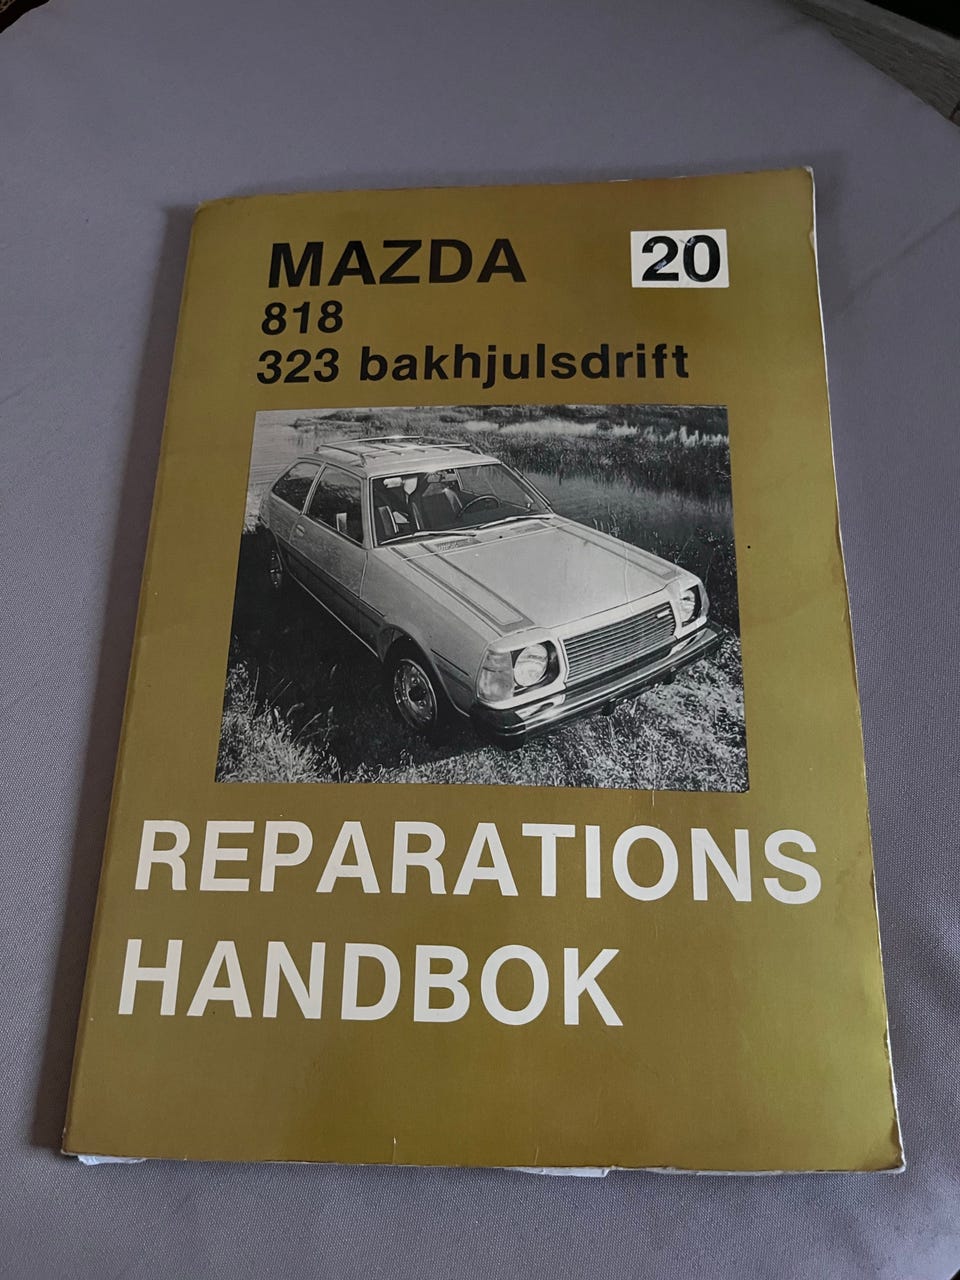 MAZDA 20
818
323 bakhjulsdrift
REPARATIONS
HANDBOK